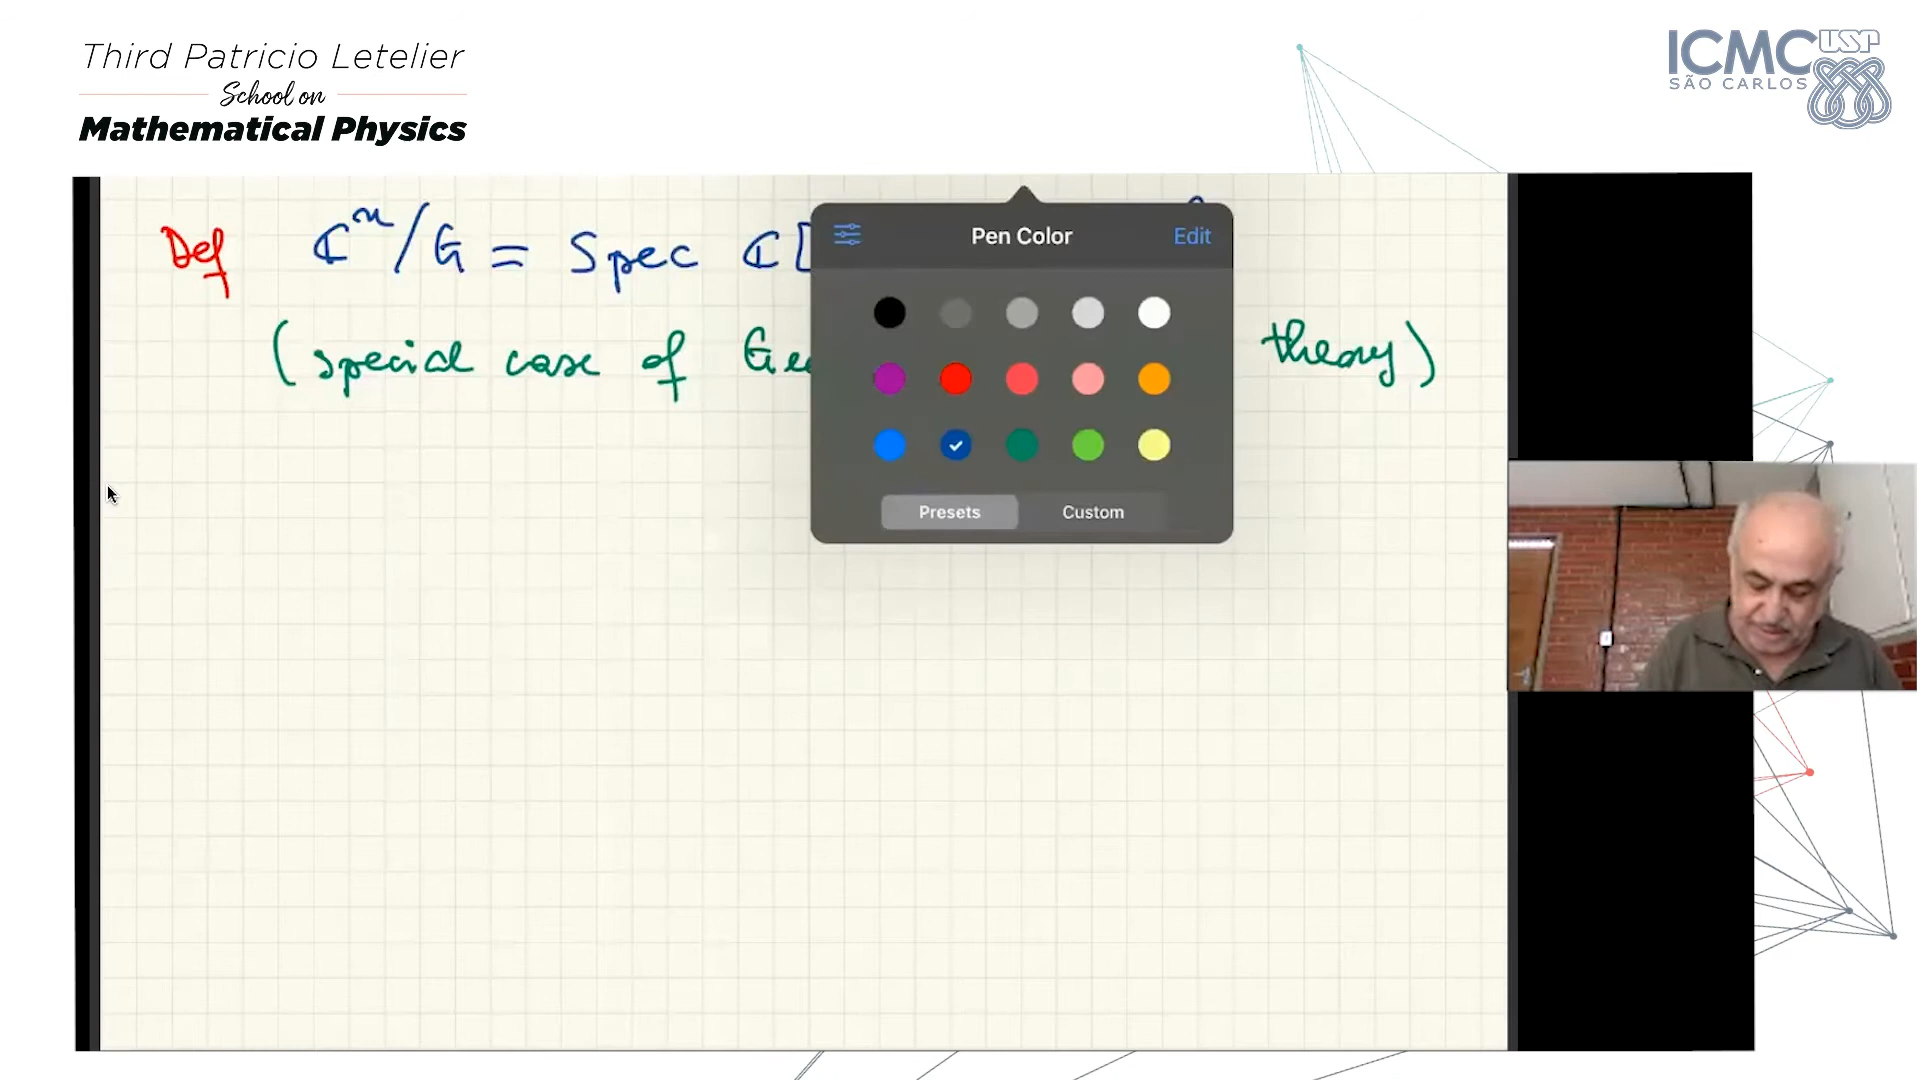 Third Patricio Letelier
School on
Mathematical Physics
ICMC USP
SÃO CARLOS
Def ℂⁿ/G = Spec ℂ[
(special case of theory)
Pen Color
Edit
Presets
Custom